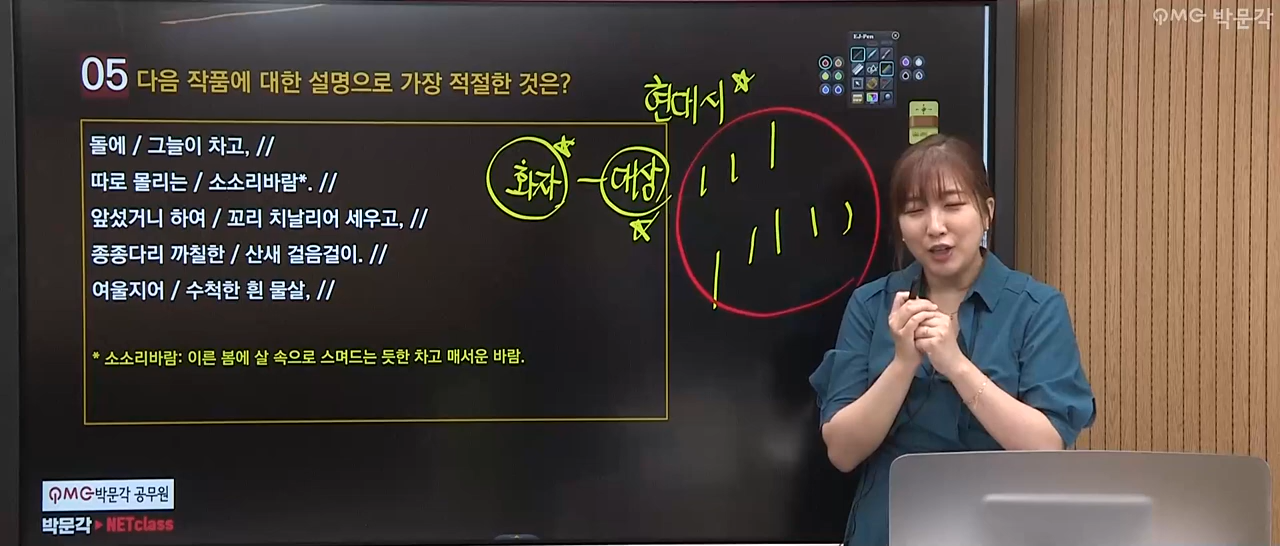 PMG 박문각
EJ-Pen
05 다음 작품에 대한 설명으로 가장 적절한 것은?
현대시
돌에 / 그늘이 차고, //
따로 몰리는 / 소소리바람*. //
화자 - 대상
앞섰거니 하여 / 꼬리 치날리어 세우고, //
종종다리 까칠한 / 산새 걸음걸이. //
여울지어 / 수척한 흰 물살, //
* 소소리바람: 이른 봄에 살 속으로 스며드는 듯한 차고 매서운 바람.
PMG 박문각 공무원
박문각 ▶ NETclass